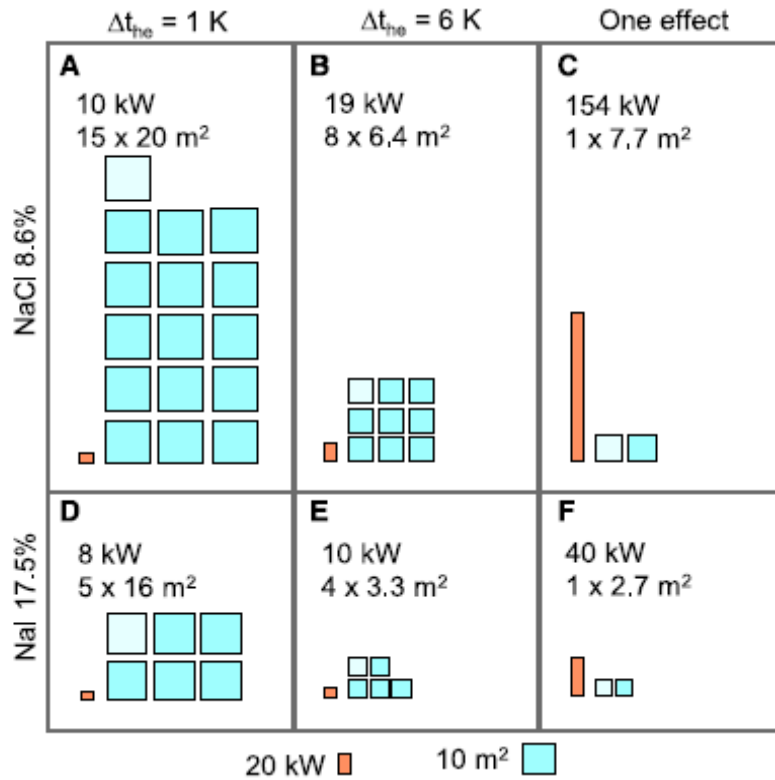 Δt_he = 1 K
Δt_he = 6 K
One effect
NaCl 8.6%
A
10 kW
15 x 20 m²
B
19 kW
8 x 6.4 m²
C
154 kW
1 x 7.7 m²
NaI 17.5%
D
8 kW
5 x 16 m²
E
10 kW
4 x 3.3 m²
F
40 kW
1 x 2.7 m²
20 kW
10 m²